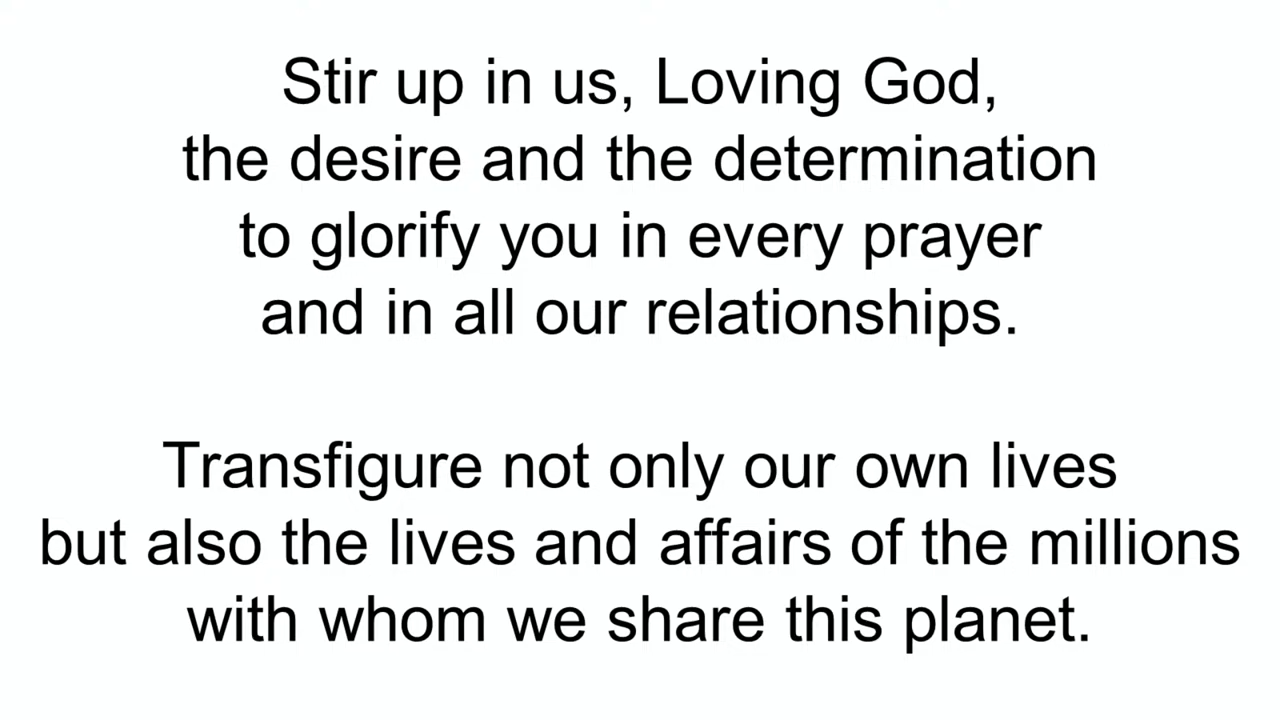 Stir up in us, Loving God,
the desire and the determination
to glorify you in every prayer
and in all our relationships.
Transfigure not only our own lives
but also the lives and affairs of the millions
with whom we share this planet.